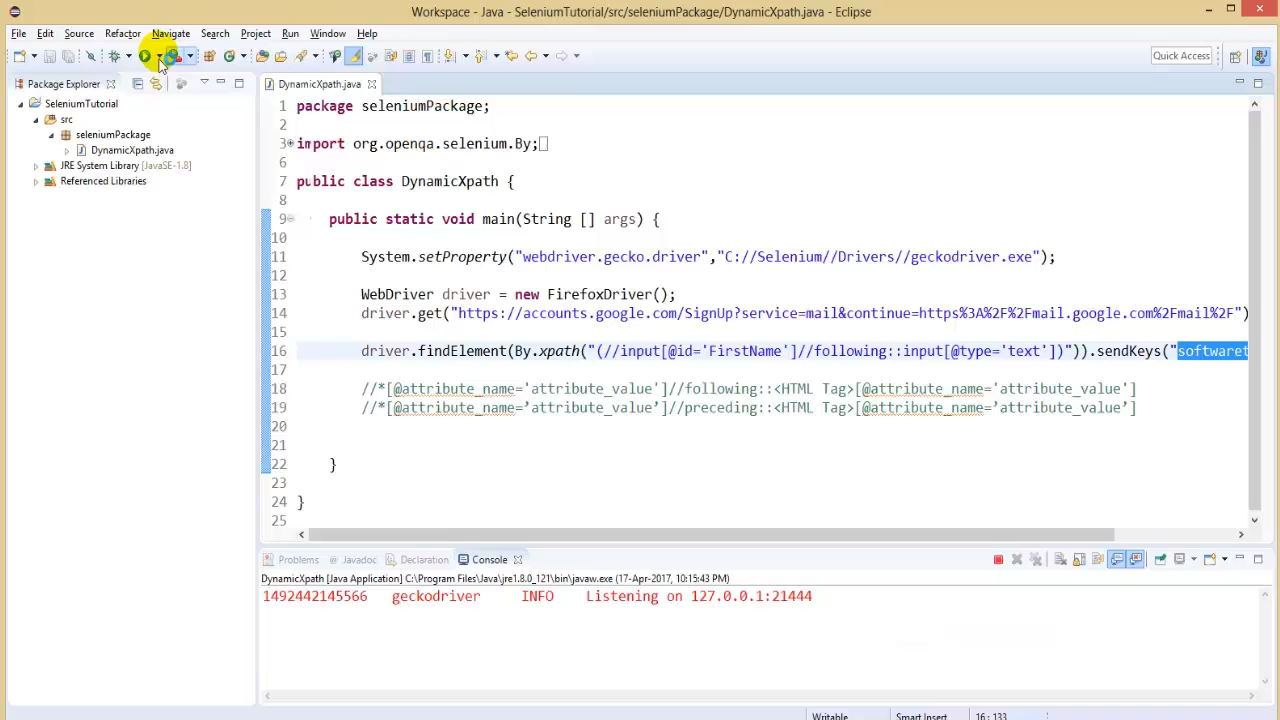 Workspace - Java - SeleniumTutorial/src/seleniumPackage/DynamicXpath.java - Eclipse
File Edit Source Refactor Navigate Search Project Run Window Help
Quick Access
Package Explorer
SeleniumTutorial
src
seleniumPackage
DynamicXpath.java
JRE System Library [JavaSE-1.8]
Referenced Libraries
DynamicXpath.java
1 package seleniumPackage;
2
3 import org.openqa.selenium.By;
6
7 public class DynamicXpath {
8
9 public static void main(String [] args) {
10
11 System.setProperty("webdriver.gecko.driver","C://Selenium//Drivers//geckodriver.exe");
12
13 WebDriver driver = new FirefoxDriver();
14 driver.get("https://accounts.google.com/SignUp?service=mail&continue=https%3A%2F%2Fmail.google.com%2Fmail%2F")
15
16 driver.findElement(By.xpath("(//input[@id='FirstName']//following::input[@type='text'])")).sendKeys("softwaret
17
18 //*[@attribute_name='attribute_value']//following::<HTML Tag>[@attribute_name='attribute_value']
19 //*[@attribute_name=’attribute_value’]//preceding::<HTML Tag>[@attribute_name=’attribute_value’]
20
21
22 }
23
24 }
25
Problems Javadoc Declaration Console
DynamicXpath [Java Application] C:\Program Files\Java\jre1.8.0_121\bin\javaw.exe (17-Apr-2017, 10:15:43 PM)
1492442145566 geckodriver INFO Listening on 127.0.0.1:21444
Writable Smart Insert 16 : 133